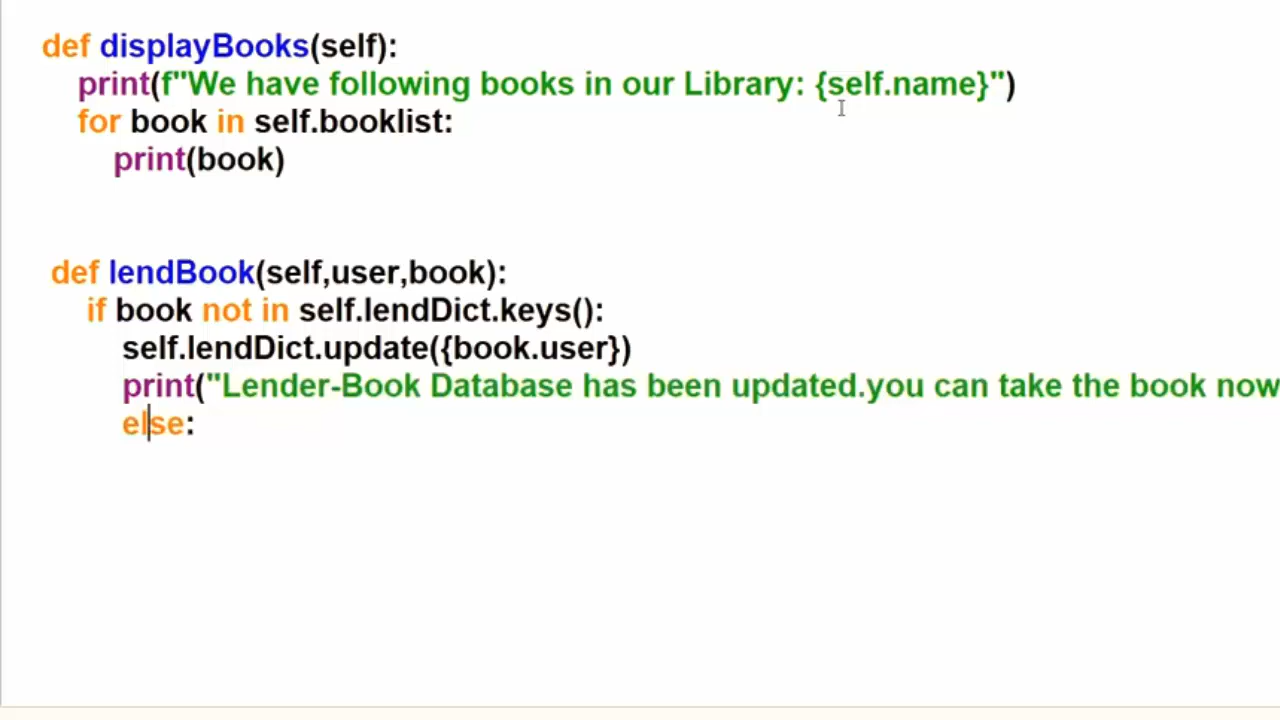 def displayBooks(self):
print(f"We have following books in our Library: {self.name}")
for book in self.booklist:
print(book)
def lendBook(self,user,book):
if book not in self.lendDict.keys():
self.lendDict.update({book.user})
print("Lender-Book Database has been updated.you can take the book now
else: